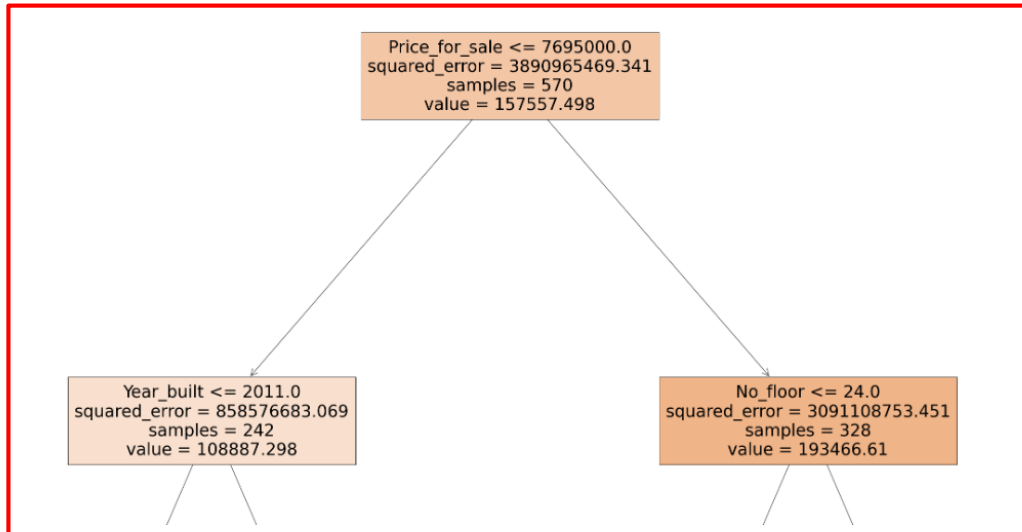 Price_for_sale <= 7695000.0
squared_error = 3890965469.341
samples = 570
value = 157557.498
Year_built <= 2011.0
squared_error = 858576683.069
samples = 242
value = 108887.298
No_floor <= 24.0
squared_error = 3091108753.451
samples = 328
value = 193466.61